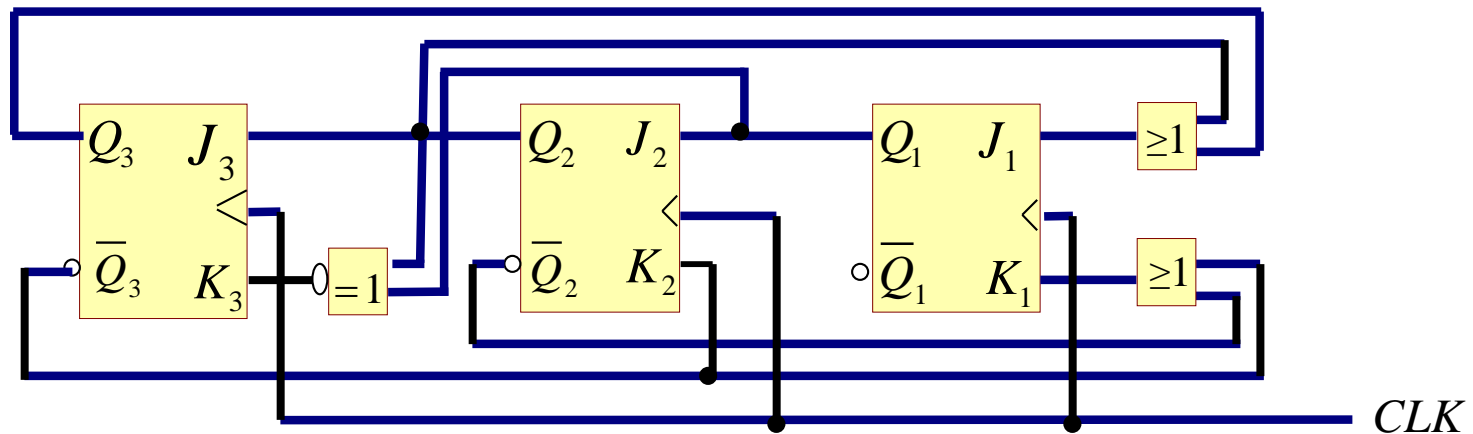 Q₃ J₃ Q₂ J₂ Q₁ J₁ ≥1
Q̅₃ K₃ =1 Q̅₂ K₂ Q̅₁ K₁ ≥1
CLK